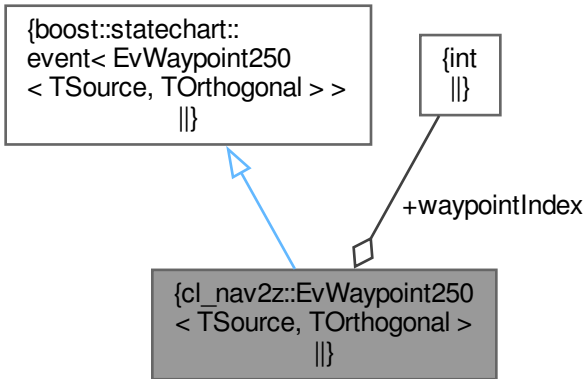 {boost::statechart::
event< EvWaypoint250
< TSource, TOrthogonal > >
||}
{int
||}
+waypointIndex
{cl_nav2z::EvWaypoint250
< TSource, TOrthogonal >
||}